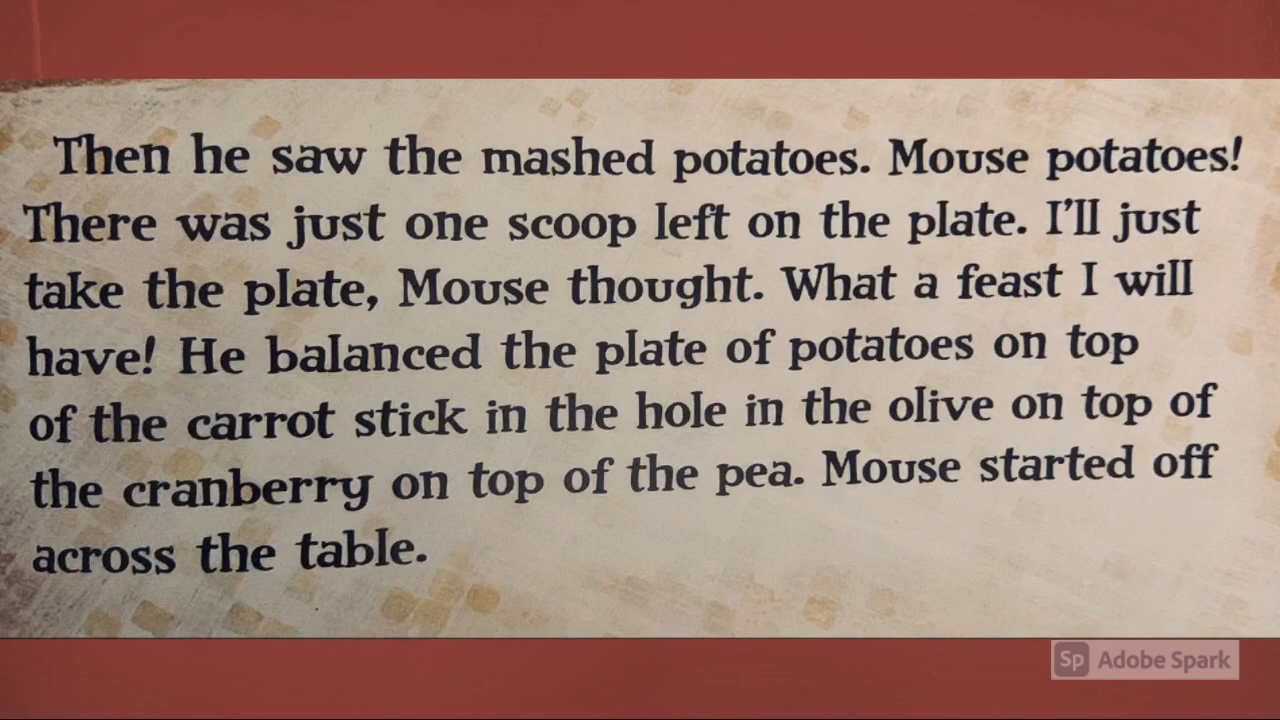 Then he saw the mashed potatoes. Mouse potatoes!
There was just one scoop left on the plate. I'll just
take the plate, Mouse thought. What a feast I will
have! He balanced the plate of potatoes on top
of the carrot stick in the hole in the olive on top of
the cranberry on top of the pea. Mouse started off
across the table.
Sp Adobe Spark